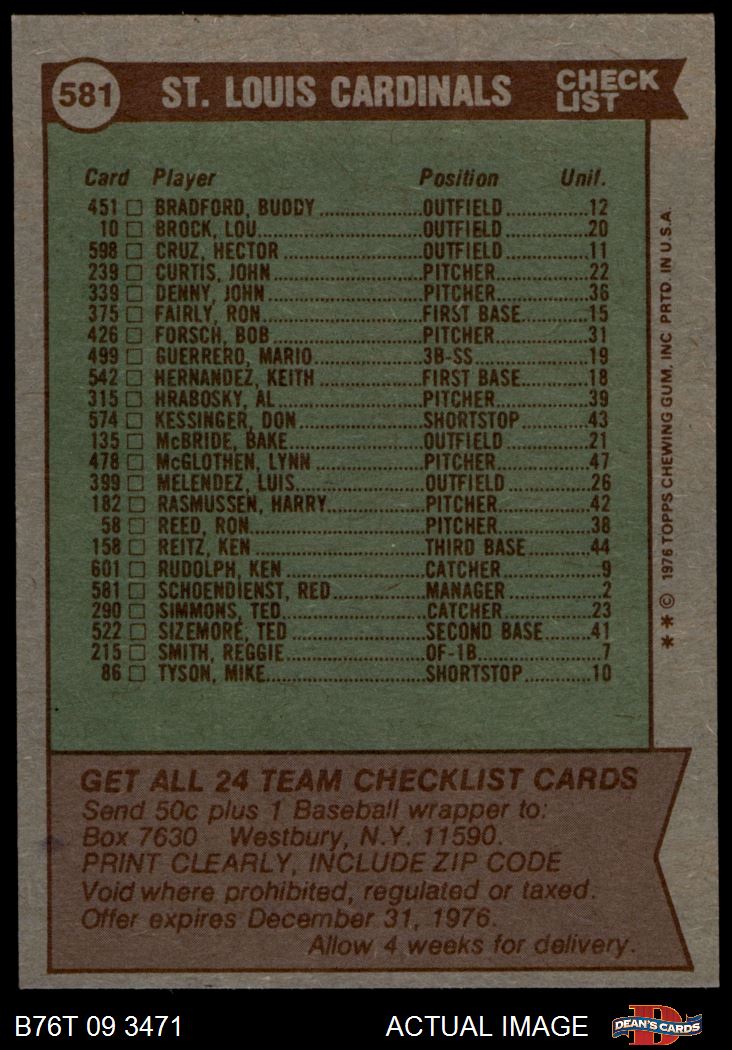 581 ST. LOUIS CARDINALS CHECK LIST
Card Player Position Unif.
451 BRADFORD, BUDDY OUTFIELD 12
10 BROCK, LOU OUTFIELD 20
598 CRUZ, HECTOR OUTFIELD 11
239 CURTIS, JOHN PITCHER 22
339 DENNY, JOHN PITCHER 36
375 FAIRLY, RON FIRST BASE 15
426 FORSCH, BOB PITCHER 31
499 GUERRERO, MARIO 3B-SS 19
542 HERNANDEZ, KEITH FIRST BASE 18
315 HRABOSKY, AL PITCHER 39
574 KESSINGER, DON SHORTSTOP 43
135 McBRIDE, BAKE OUTFIELD 21
478 McGLOTHEN, LYNN PITCHER 47
399 MELENDEZ, LUIS OUTFIELD 26
182 RASMUSSEN, HARRY PITCHER 42
58 REED, RON PITCHER 38
158 REITZ, KEN THIRD BASE 44
601 RUDOLPH, KEN CATCHER 9
581 SCHOENDIENST, RED MANAGER 2
290 SIMMONS, TED CATCHER 23
522 SIZEMORE, TED SECOND BASE 41
215 SMITH, REGGIE OF-1B 7
86 TYSON, MIKE SHORTSTOP 10
* * © 1976 TOPPS CHEWING GUM, INC PRTD. IN U.S.A.
GET ALL 24 TEAM CHECKLIST CARDS
Send 50c plus 1 Baseball wrapper to:
Box 7630 Westbury, N.Y. 11590.
PRINT CLEARLY, INCLUDE ZIP CODE
Void where prohibited, regulated or taxed.
Offer expires December 31, 1976.
Allow 4 weeks for delivery.
B76T 09 3471 ACTUAL IMAGE D DEAN'S CARDS